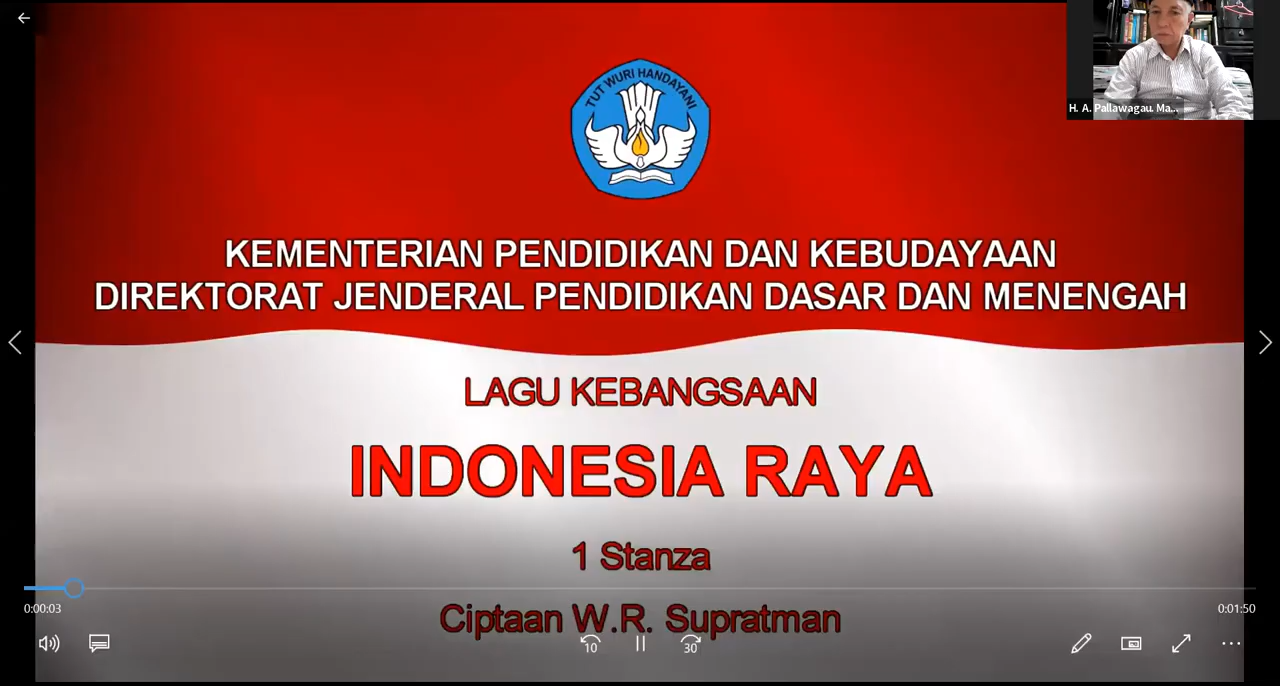 H. A. Pallawagau. Ma...
TUT WURI HANDAYANI
KEMENTERIAN PENDIDIKAN DAN KEBUDAYAAN
DIREKTORAT JENDERAL PENDIDIKAN DASAR DAN MENENGAH
LAGU KEBANGSAAN
INDONESIA RAYA
1 Stanza
Ciptaan W.R. Supratman
0:00:03
0:01:50
10
30